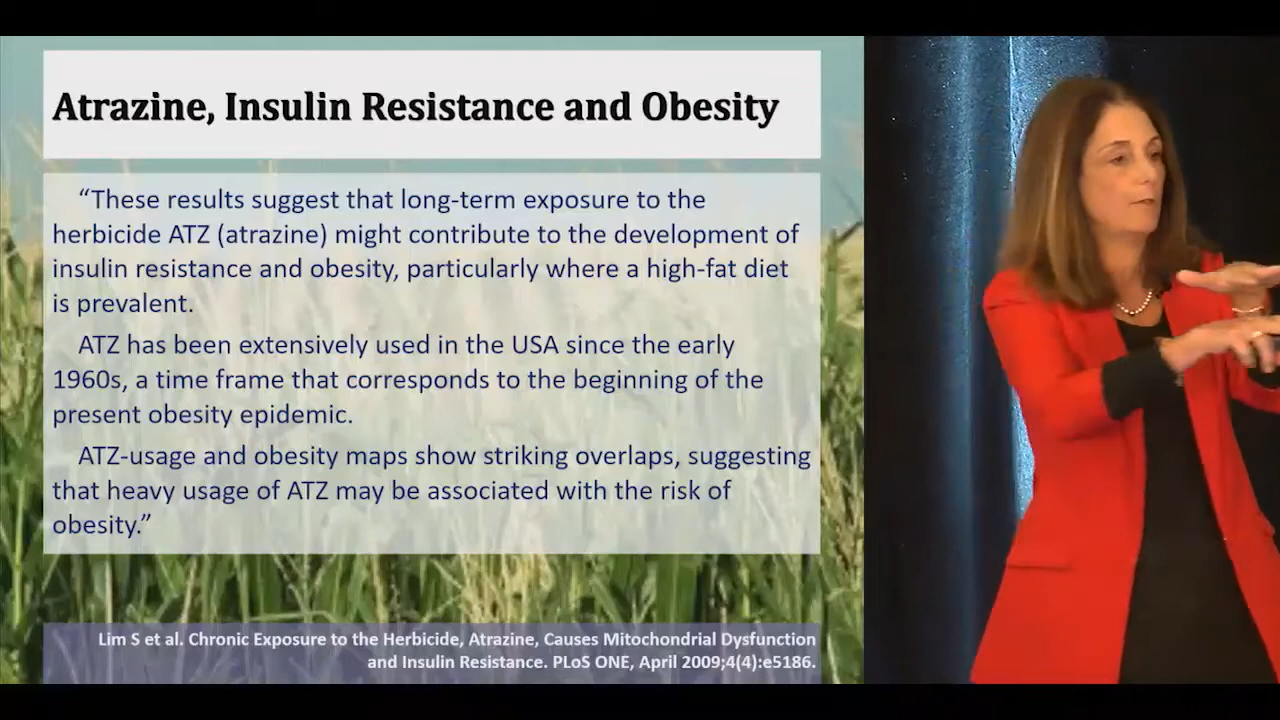 Atrazine, Insulin Resistance and Obesity
“These results suggest that long-term exposure to the
herbicide ATZ (atrazine) might contribute to the development of
insulin resistance and obesity, particularly where a high-fat diet
is prevalent.
ATZ has been extensively used in the USA since the early
1960s, a time frame that corresponds to the beginning of the
present obesity epidemic.
ATZ-usage and obesity maps show striking overlaps, suggesting
that heavy usage of ATZ may be associated with the risk of
obesity.”
Lim S et al. Chronic Exposure to the Herbicide, Atrazine, Causes Mitochondrial Dysfunction
and Insulin Resistance. PLoS ONE, April 2009;4(4):e5186.